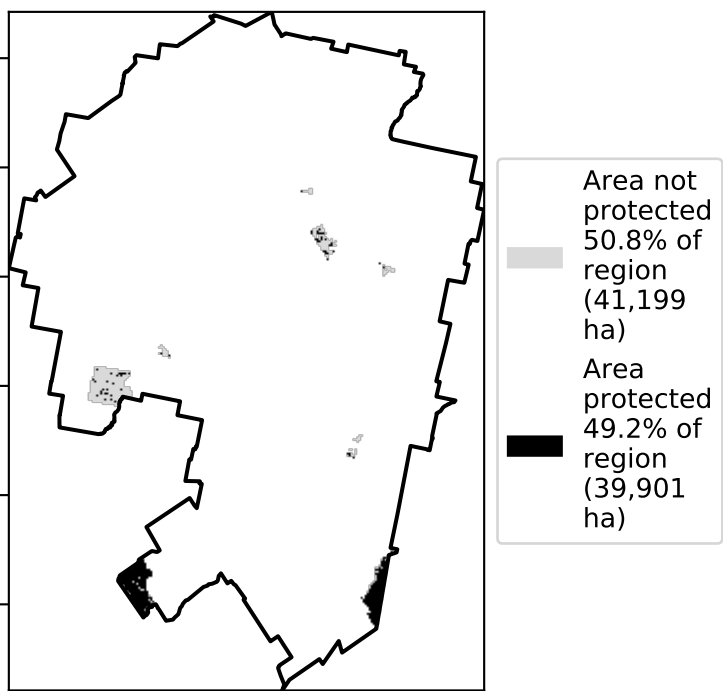 Area not
protected
50.8% of
region
(41,199
ha)
Area
protected
49.2% of
region
(39,901
ha)